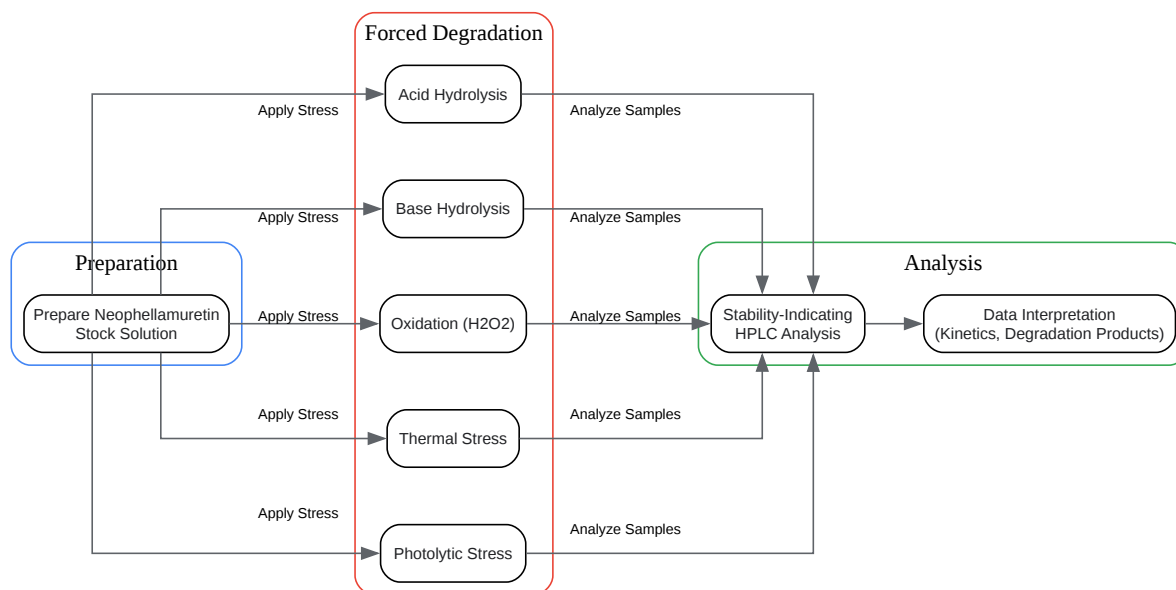 Forced Degradation
Acid Hydrolysis
Apply Stress
Analyze Samples
Base Hydrolysis
Apply Stress
Analyze Samples
Preparation
Analysis
Prepare Neophellamuretin
Stock Solution
Apply Stress
Oxidation (H2O2)
Analyze Samples
Stability-Indicating
HPLC Analysis
Data Interpretation
(Kinetics, Degradation Products)
Apply Stress
Analyze Samples
Thermal Stress
Apply Stress
Analyze Samples
Photolytic Stress